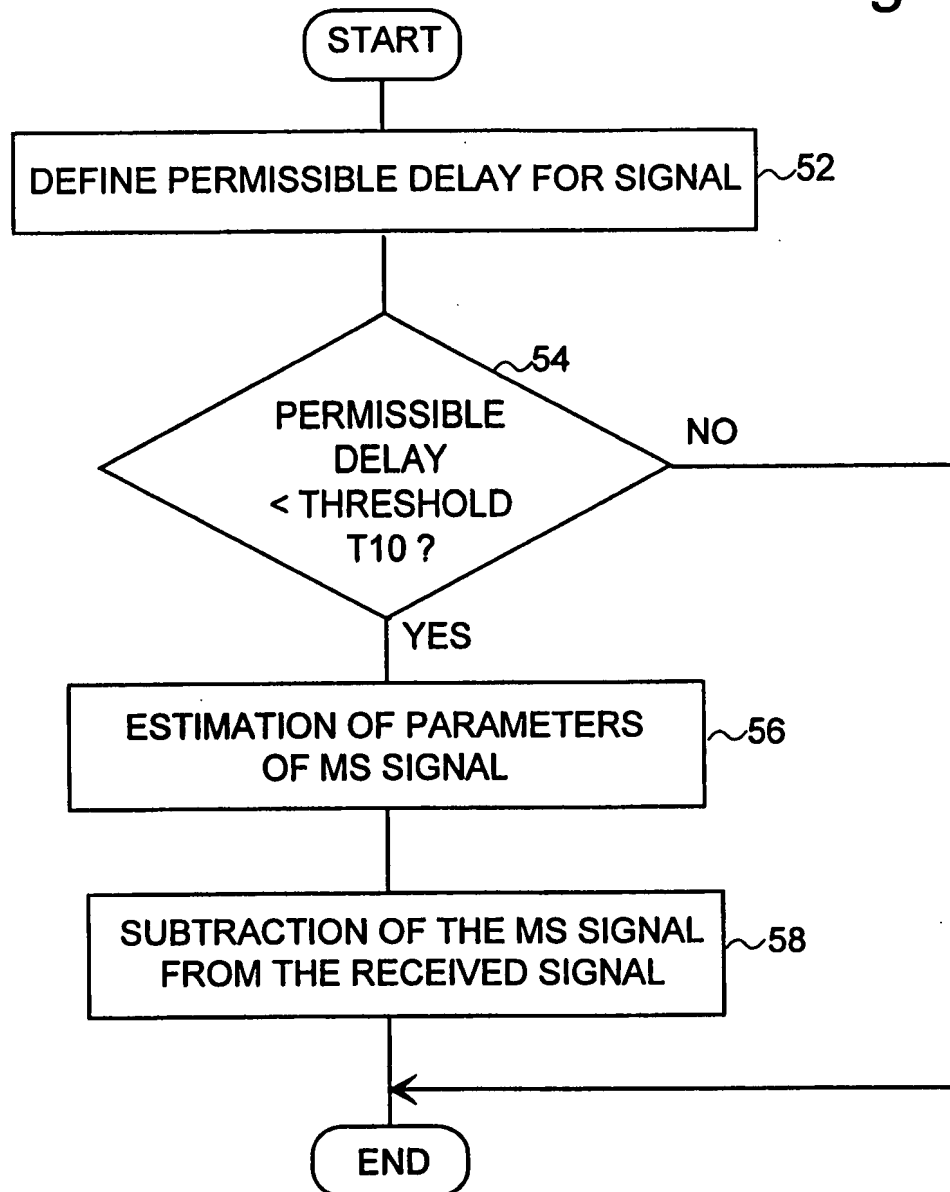 START
DEFINE PERMISSIBLE DELAY FOR SIGNAL
52
54
PERMISSIBLE
DELAY
< THRESHOLD
T10 ?
NO
YES
ESTIMATION OF PARAMETERS
OF MS SIGNAL
56
SUBTRACTION OF THE MS SIGNAL
FROM THE RECEIVED SIGNAL
58
END